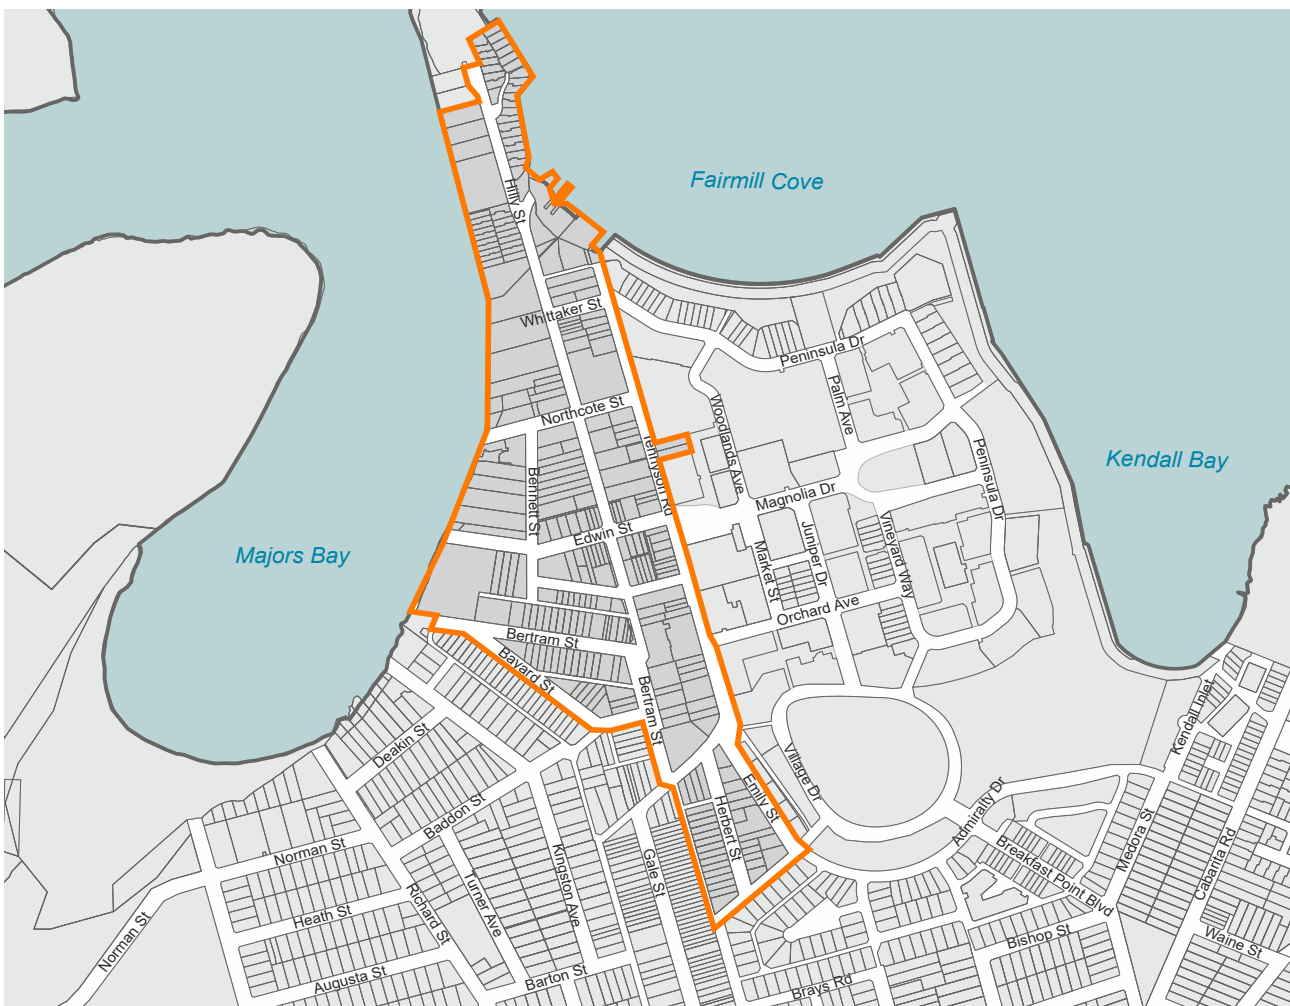 Fairmill Cove
Hilly St
Whittaker St
Peninsula Dr
Palm Ave
Woodlands Ave
Northcote St
Tennyson Rd
Bennett St
Kendall Bay
Peninsula Dr
Magnolia Dr
Edwin St
Majors Bay
Juniper Dr
Vineyard Way
Market St
Orchard Ave
Bertram St
Bayard St
Bertram St
Kendall Inlet
Deakin St
Village Dr
Emily St
Admiralty Dr
Baddon St
Herbert St
Medora St
Cabarita Rd
Norman St
Kingston Ave
Gale St
Breakfast Point Blvd
Heath St
Richard St
Turner Ave
Norman St
Bishop St
Waine St
Augusta St
Barton St
Brays Rd